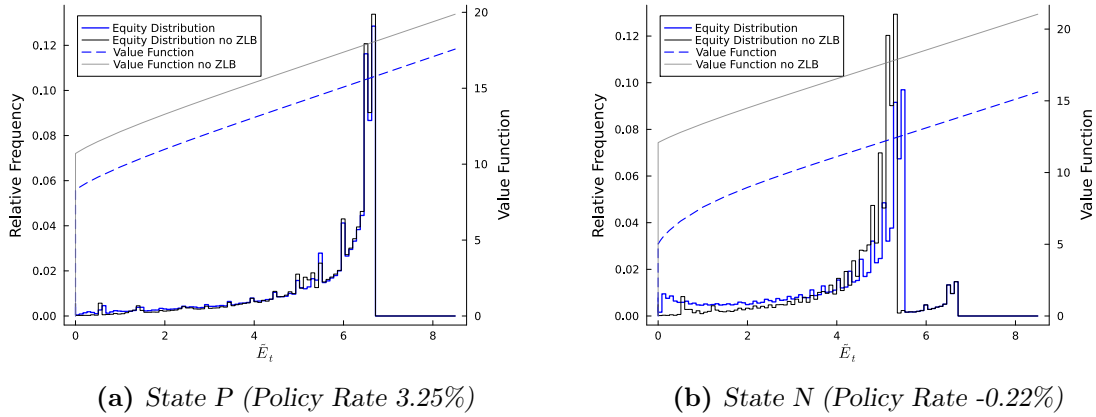 Equity Distribution
Equity Distribution no ZLB
Value Function
Value Function no ZLB
Relative Frequency
0.12
0.10
0.08
0.06
0.04
0.02
0.00
20
15
10
5
0
Value Function
0 2 4 6 8
Ẽ_t
(a) State P (Policy Rate 3.25%)
Equity Distribution
Equity Distribution no ZLB
Value Function
Value Function no ZLB
Relative Frequency
0.12
0.10
0.08
0.06
0.04
0.02
0.00
20
15
10
5
0
Value Function
0 2 4 6 8
Ẽ_t
(b) State N (Policy Rate -0.22%)